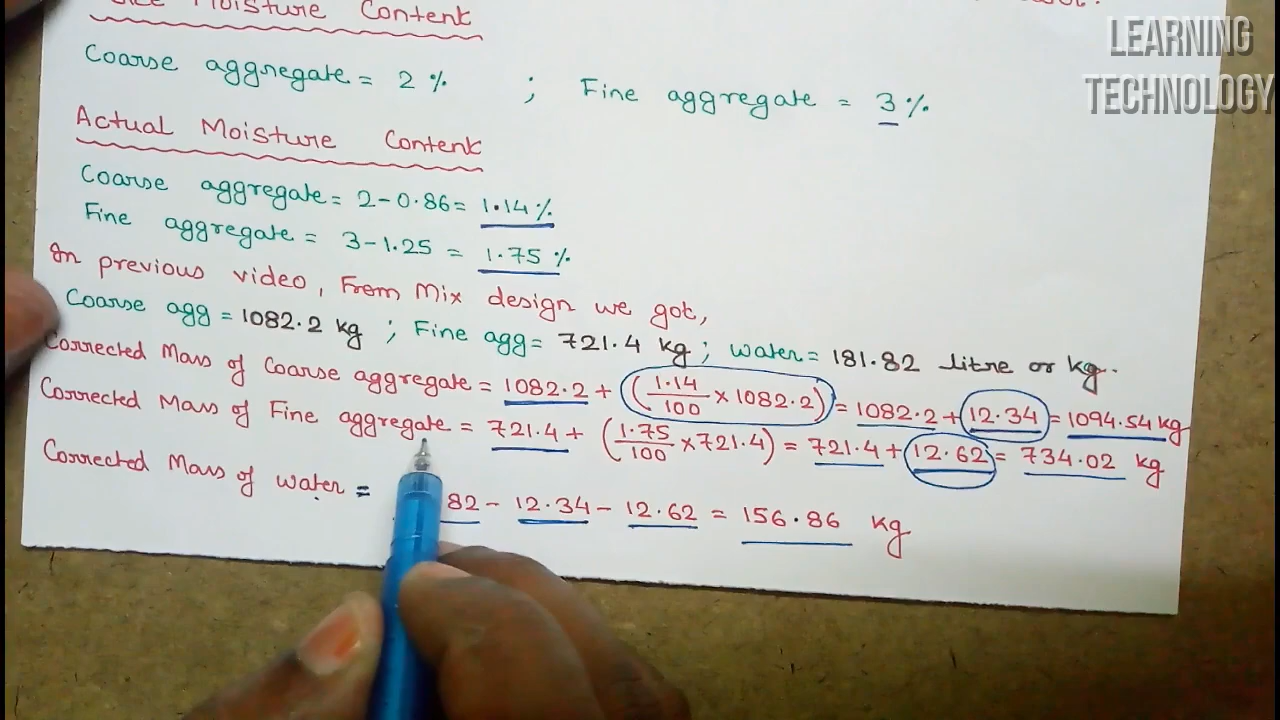 Moisture Content
LEARNING
TECHNOLOGY
Coarse aggregate = 2 % ; Fine aggregate = 3 %
Actual Moisture Content
Coarse aggregate = 2 - 0.86 = 1.14 %
Fine aggregate = 3 - 1.25 = 1.75 %
In previous video, From Mix design we got,
Coarse agg = 1082.2 kg ; Fine agg = 721.4 kg ; water = 181.82 litre or kg.
Corrected Mass of Coarse aggregate = 1082.2 + (1.14/100 × 1082.2) = 1082.2 + 12.34 = 1094.54 kg
Corrected Mass of Fine aggregate = 721.4 + (1.75/100 × 721.4) = 721.4 + 12.62 = 734.02 kg
Corrected Mass of water = 82 - 12.34 - 12.62 = 156.86 kg